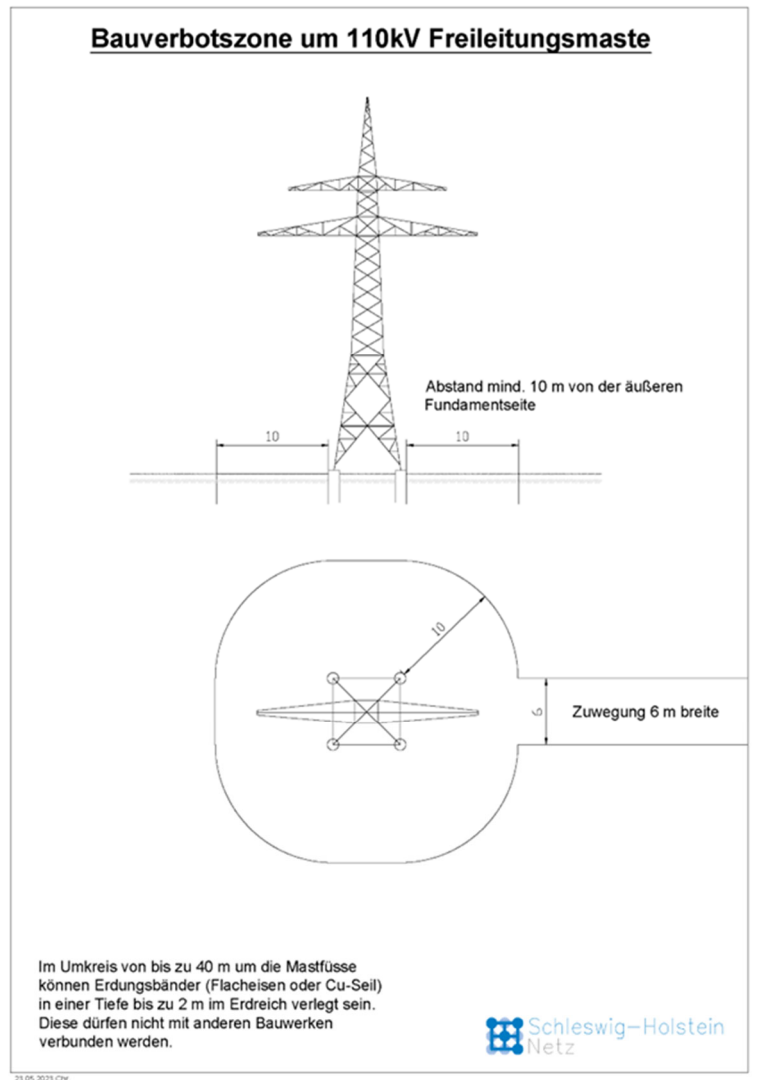 Bauverbotszone um 110kV Freileitungsmaste
Abstand mind. 10 m von der äußeren
Fundamentseite
10
10
10
6
Zuwegung 6 m breite
Im Umkreis von bis zu 40 m um die Mastfüsse
können Erdungsbänder (Flacheisen oder Cu-Seil)
in einer Tiefe bis zu 2 m im Erdreich verlegt sein.
Diese dürfen nicht mit anderen Bauwerken
verbunden werden.
Schleswig-Holstein
Netz